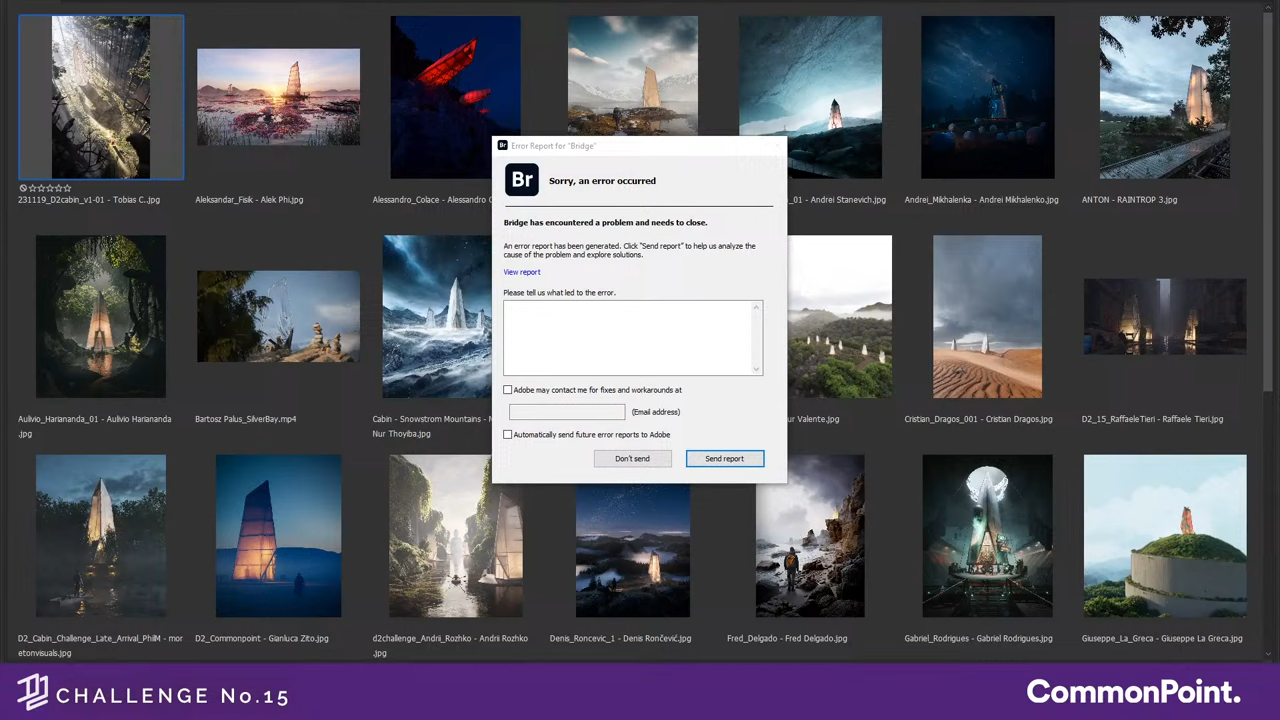 231119_D2cabin_v1-01 - Tobias C..jpg
Aleksandar_Fisik - Alek Phi.jpg
Alessandro_Colace - Alessandro C
_01 - Andrei Stanevich.jpg
Andrei_Mikhalenka - Andrei Mikhalenko.jpg
ANTON - RAINTROP 3.jpg
Br Error Report for "Bridge"
Br Sorry, an error occurred
Bridge has encountered a problem and needs to close.
An error report has been generated. Click "Send report" to help us analyze the
cause of the problem and explore solutions.
View report
Please tell us what led to the error.
Adobe may contact me for fixes and workarounds at
(Email address)
Automatically send future error reports to Adobe
Don't send
Send report
Aulivio_Hariananda_01 - Aulivio Hariananda
.jpg
Bartosz Palus_SilverBay.mp4
Cabin - Snowstrom Mountains - N
Nur Thoyiba.jpg
ur Valente.jpg
Cristian_Dragos_001 - Cristian Dragos.jpg
D2_15_RaffaeleTieri - Raffaele Tieri.jpg
D2_Cabin_Challenge_Late_Arrival_PhilM - mor
etonvisuals.jpg
D2_Commonpoint - Gianluca Zito.jpg
d2challenge_Andrii_Rozhko - Andrii Rozhko
.jpg
Denis_Roncevic_1 - Denis Rončević.jpg
Fred_Delgado - Fred Delgado.jpg
Gabriel_Rodrigues - Gabriel Rodrigues.jpg
Giuseppe_La_Greca - Giuseppe La Greca.jpg
CHALLENGE No.15
CommonPoint.